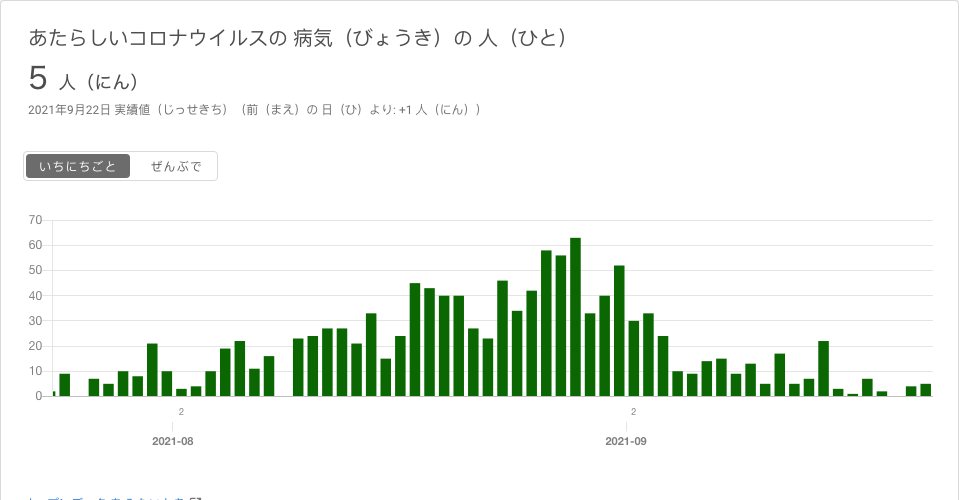 あたらしいコロナウイルスの 病気（びょうき）の 人（ひと）
5 人（にん）
2021年9月22日 実績値（じっせきち）（前（まえ）の 日（ひ）より: +1 人（にん））
いちにちごと ぜんぶで
70
60
50
40
30
20
10
0
2 2
2021-08 2021-09